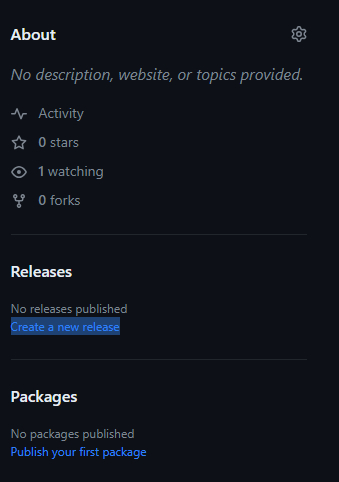 About
No description, website, or topics provided.
Activity
0 stars
1 watching
0 forks
Releases
No releases published
Create a new release
Packages
No packages published
Publish your first package